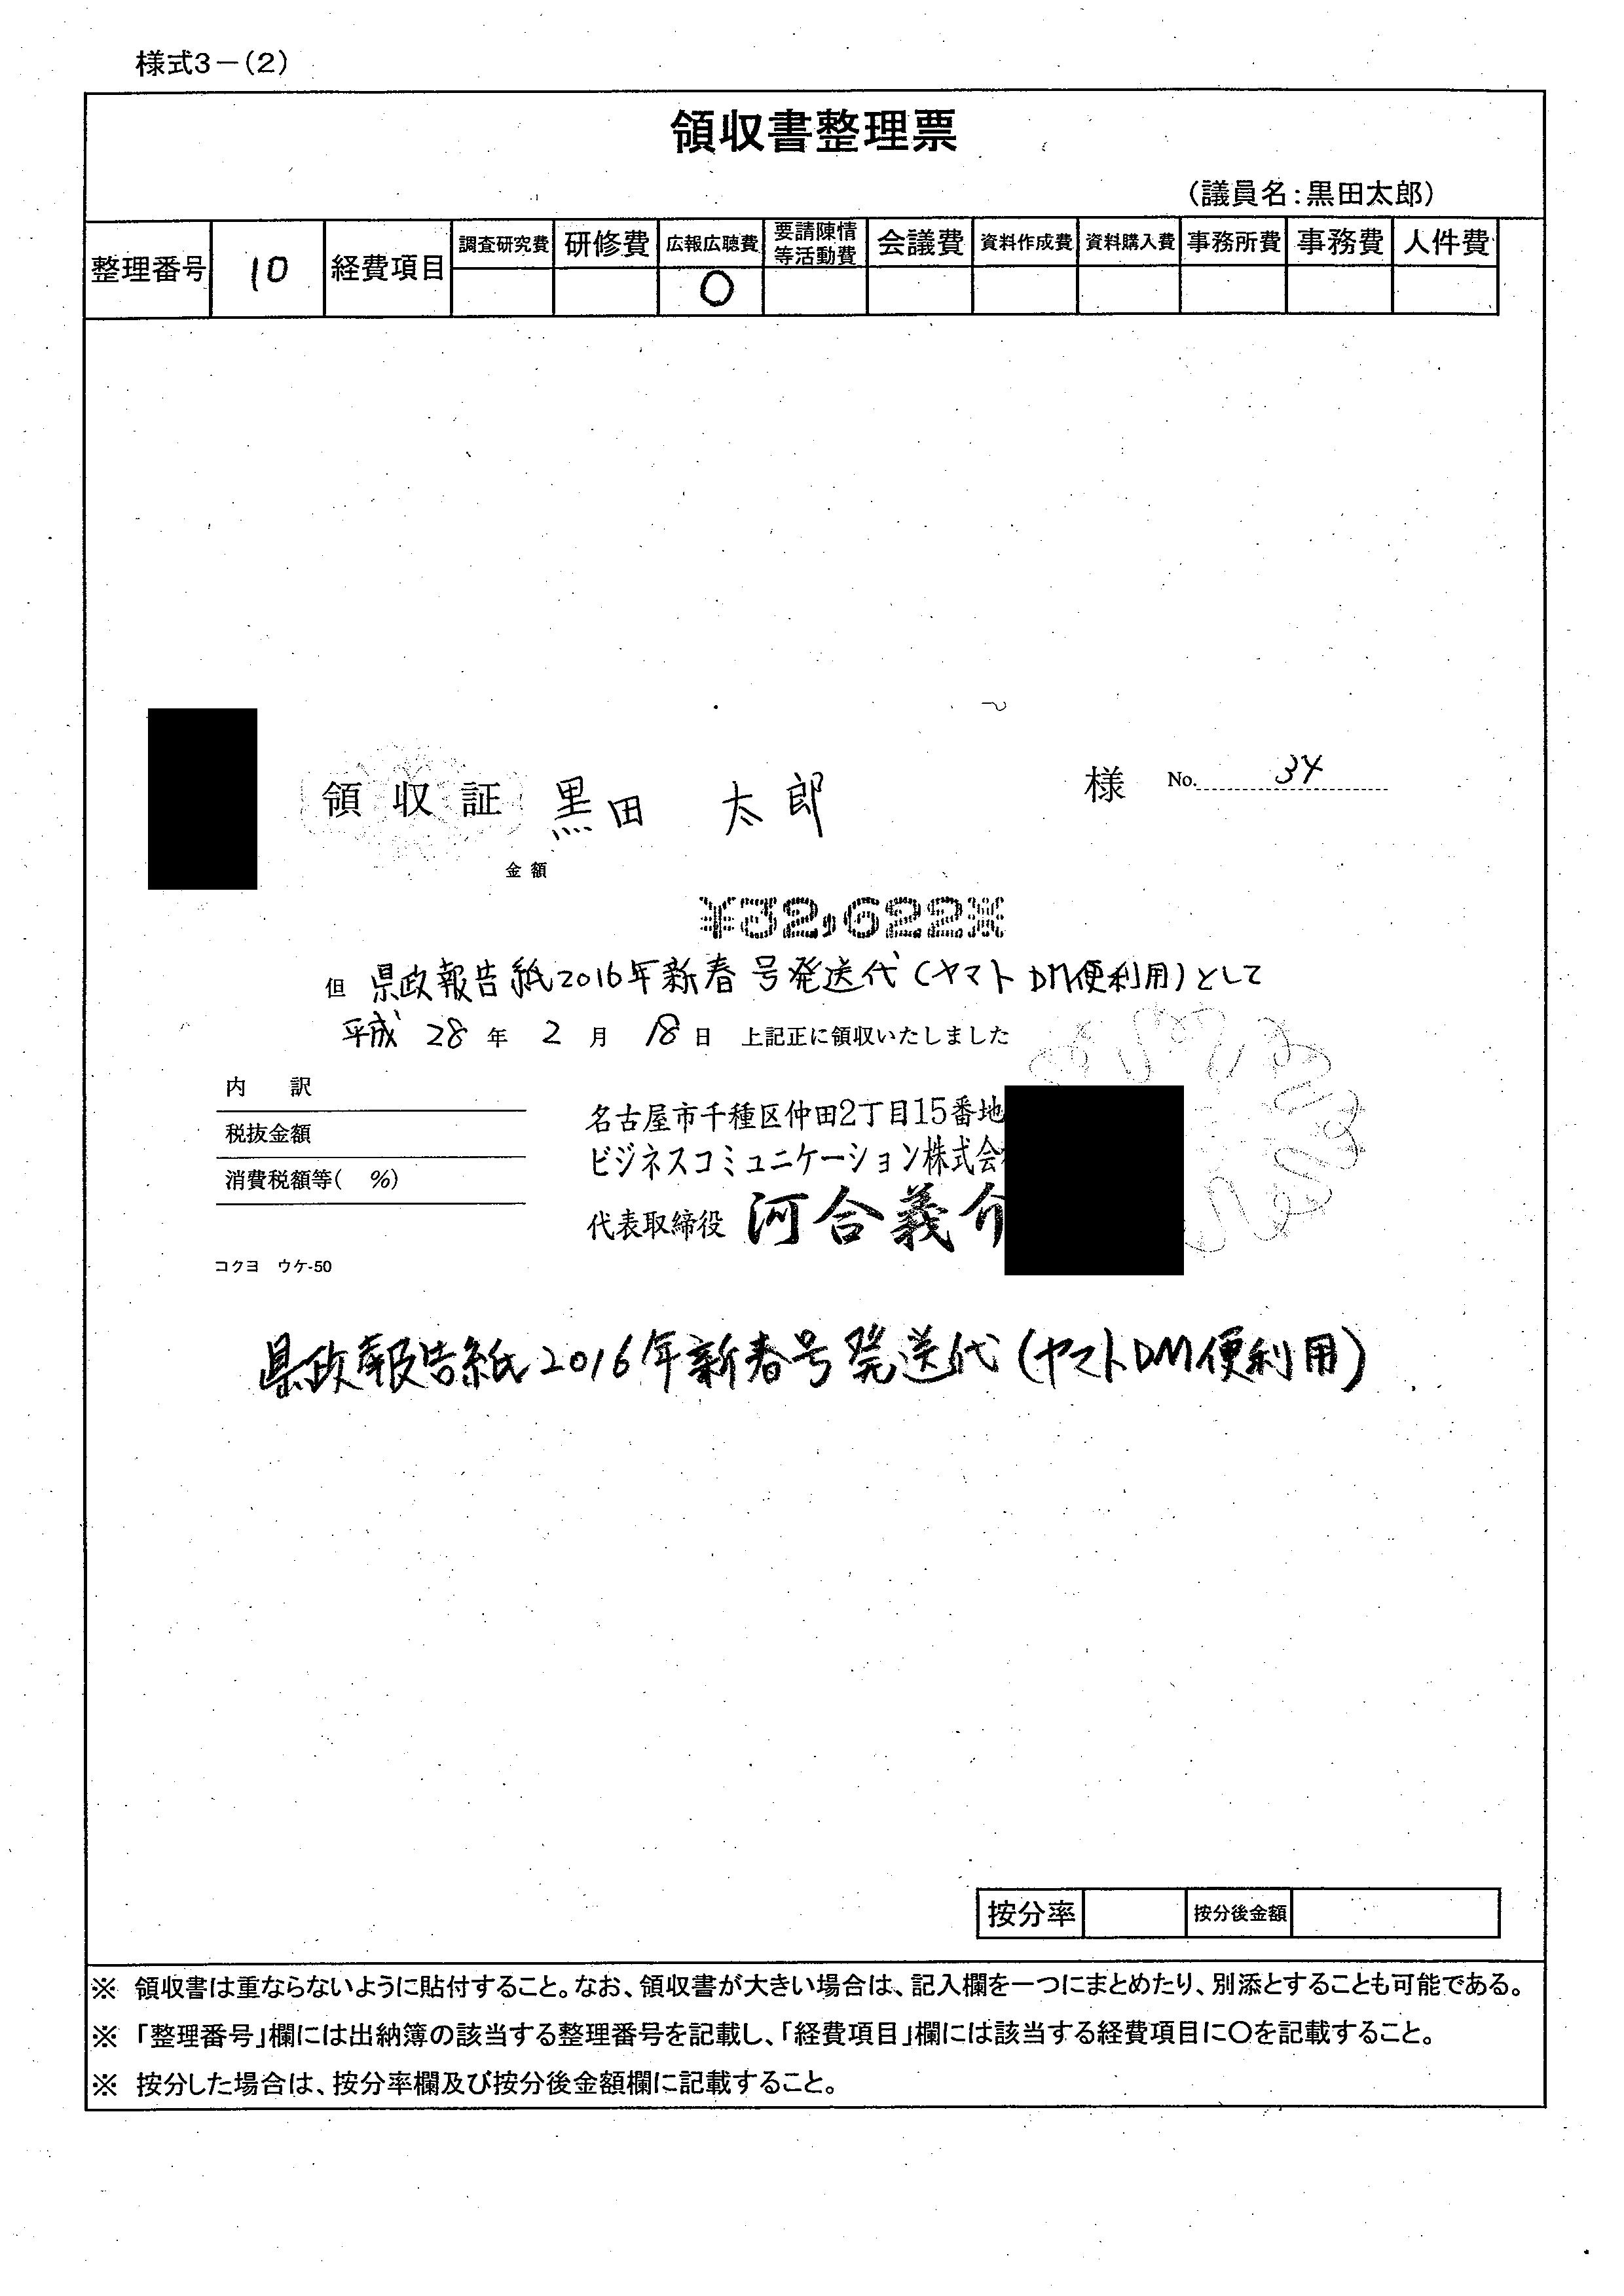 様式3－(2)
領収書整理票
(議員名:黒田太郎)
整理番号 10 経費項目 調査研究費 研修費 広報広聴費 要請陳情等活動費 会議費 資料作成費 資料購入費 事務所費 事務費 人件費
○
領収証 黒田 太郎 様 No. 34
金額
¥32,622※
但 県政報告紙2016年新春号発送代(ヤマトDM便利用)として
平成 28 年 2 月 18 日 上記正に領収いたしました
内 訳
税抜金額
消費税額等( %)
名古屋市千種区仲田2丁目15番地
ビジネスコミュニケーション株式会
代表取締役 河合義介
コクヨ ウケ-50
県政報告紙2016年新春号発送代(ヤマトDM便利用)
按分率 按分後金額
※ 領収書は重ならないように貼付すること。なお、領収書が大きい場合は、記入欄を一つにまとめたり、別添とすることも可能である。
※ 「整理番号」欄には出納簿の該当する整理番号を記載し、「経費項目」欄には該当する経費項目に○を記載すること。
※ 按分した場合は、按分率欄及び按分後金額欄に記載すること。